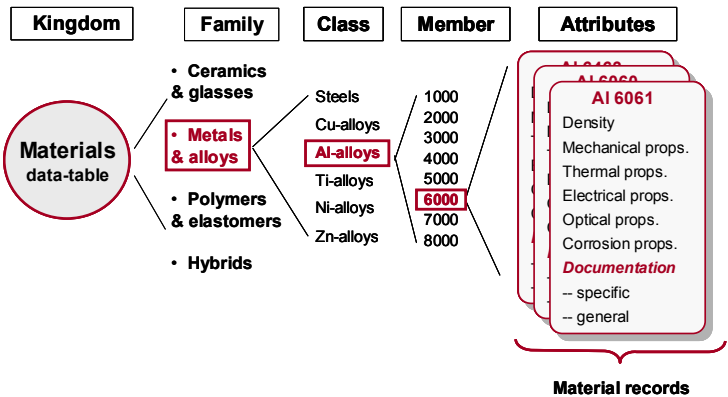 Kingdom
Family
Class
Member
Attributes
Materials
data-table
• Ceramics
& glasses
• Metals
& alloys
• Polymers
& elastomers
• Hybrids
Steels
Cu-alloys
Al-alloys
Ti-alloys
Ni-alloys
Zn-alloys
1000
2000
3000
4000
5000
6000
7000
8000
Al 6061
Density
Mechanical props.
Thermal props.
Electrical props.
Optical props.
Corrosion props.
Documentation
-- specific
-- general
Material records